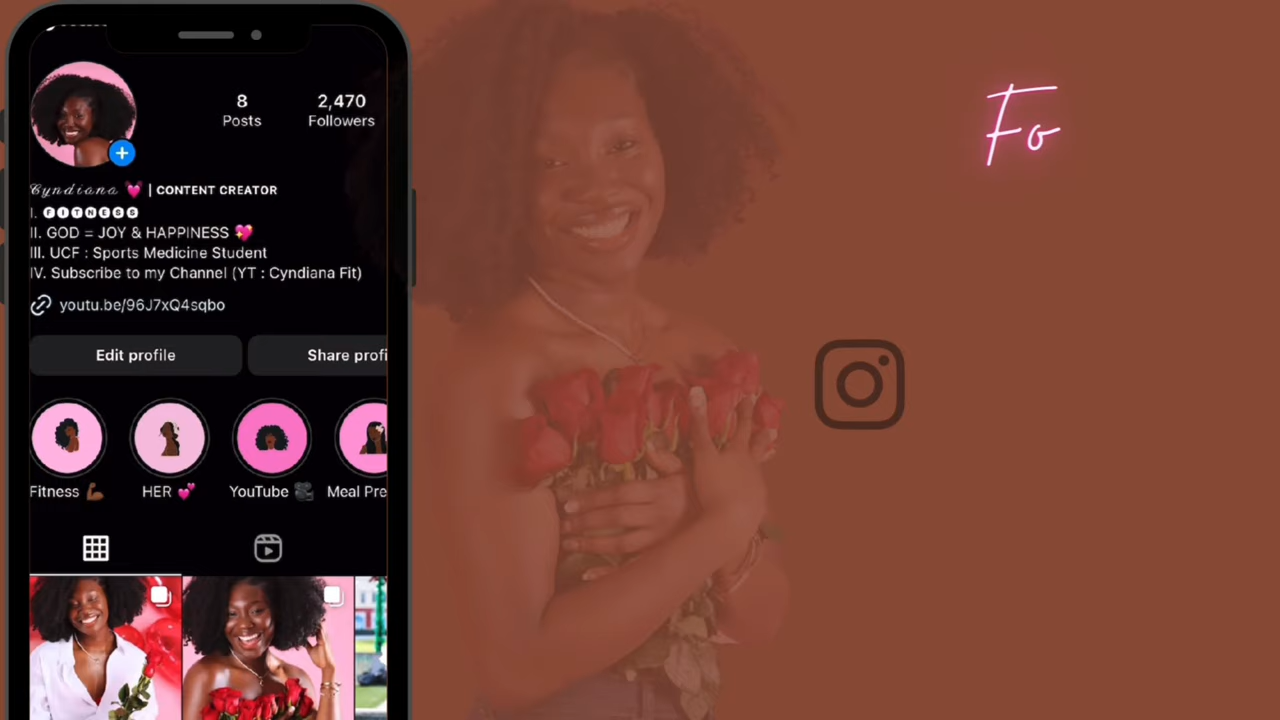 8
Posts
2,470
Followers
𝒞𝓎𝓃𝒹𝒾𝒶𝓃𝒶 💓 | CONTENT CREATOR
I. 🅕🅘🅣🅝🅔🅢🅢
II. GOD = JOY & HAPPINESS 💖
III. UCF : Sports Medicine Student
IV. Subscribe to my Channel (YT : Cyndiana Fit)
youtu.be/96J7xQ4sqbo
Edit profile
Share profi
Fitness 💪🏾
HER 💕
YouTube 🎥
Meal Pre
Fo